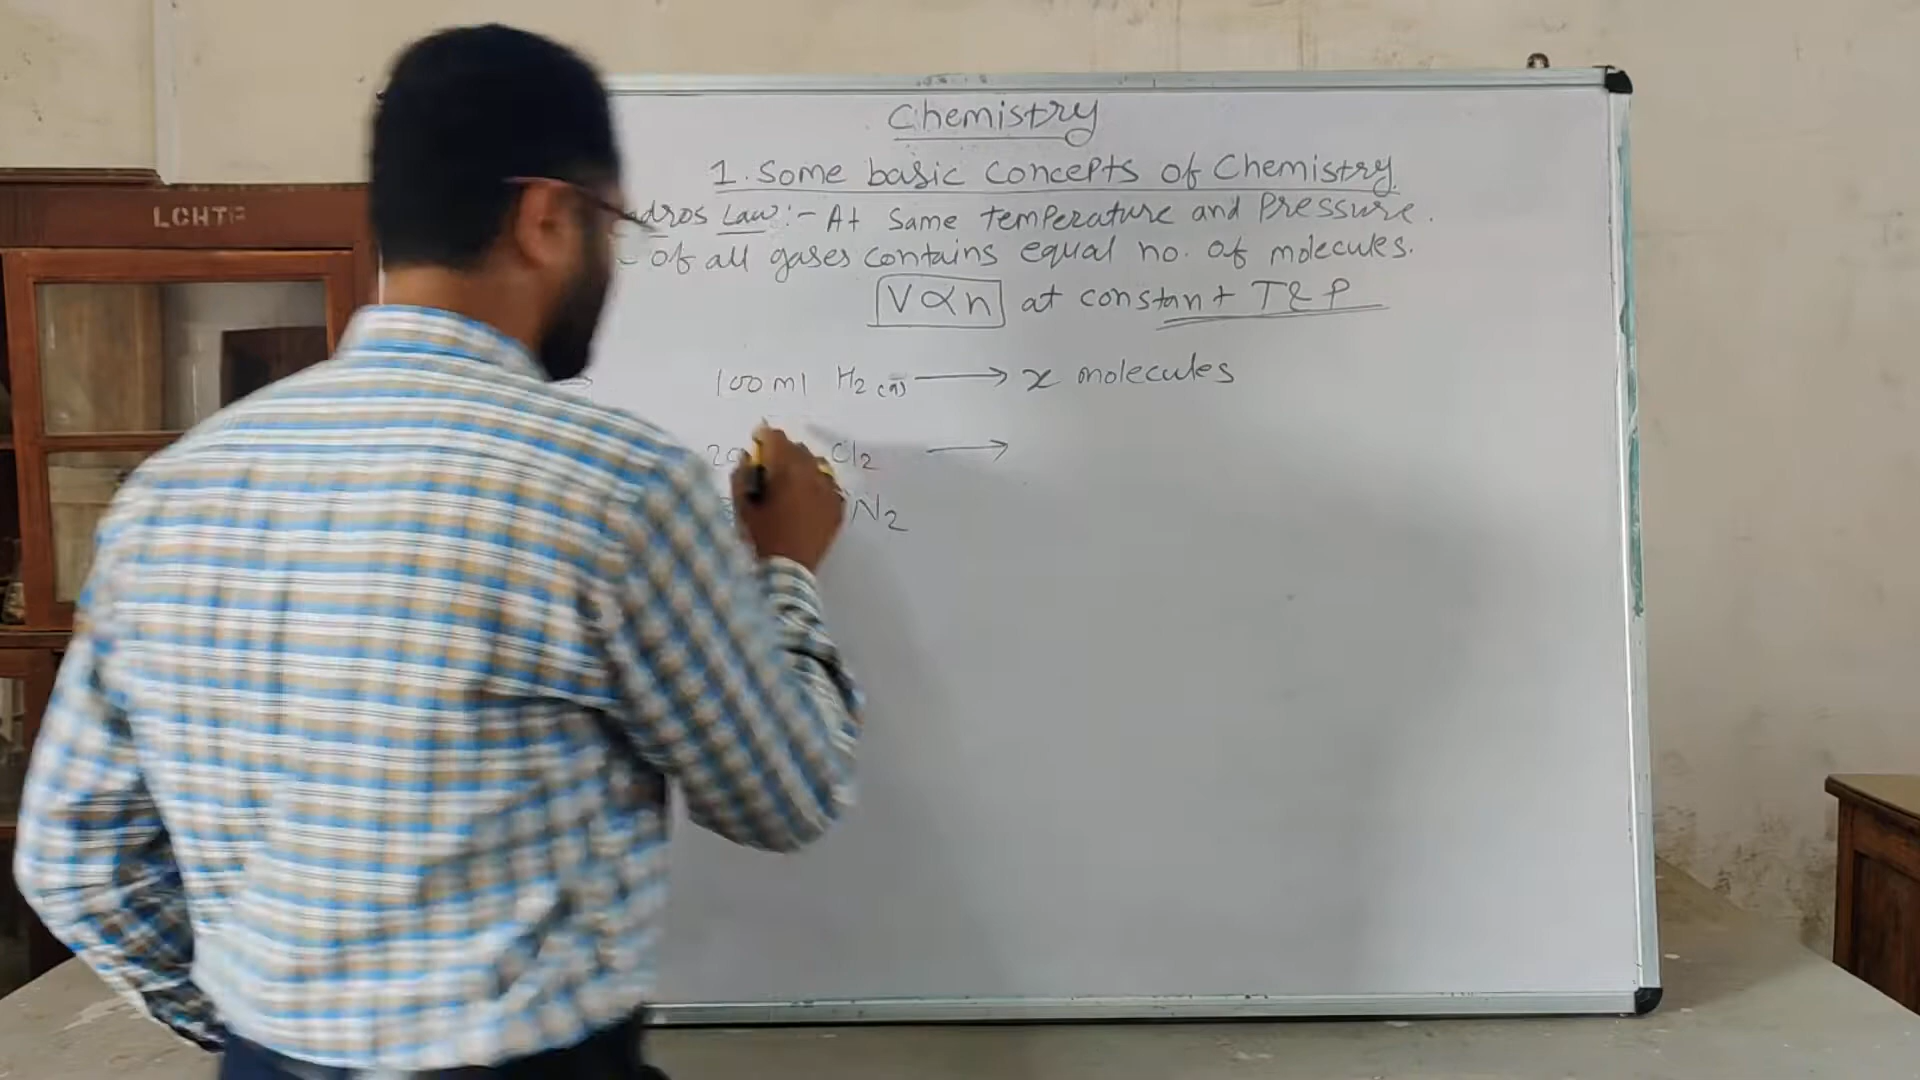 LCHTF
Chemistry
1. Some basic concepts of Chemistry.
Law:- At Same temperature and Pressure.
of all gases contains equal no. of molecules.
V∝n at constant T & P
100 ml H2 (g) → x molecules
Cl2 →
N2